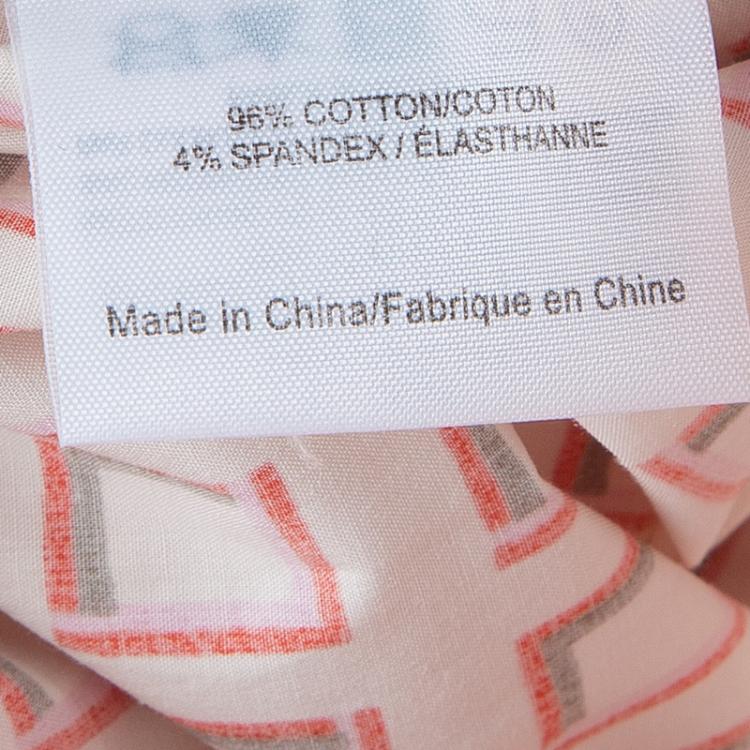 96% COTTON/COTON
4% SPANDEX / ÉLASTHANNE
Made in China/Fabrique en Chine